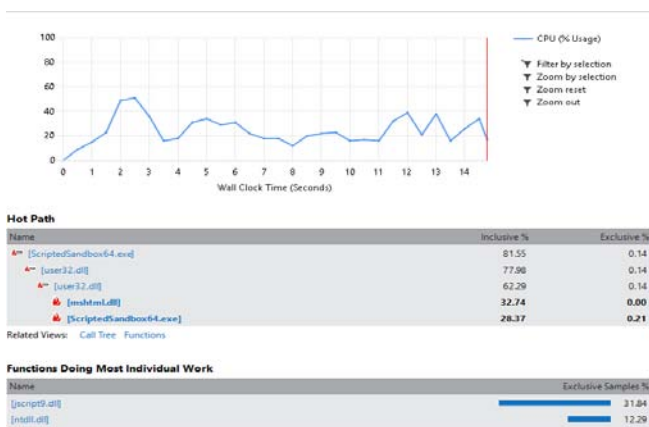 100
80
60
40
20
0
0 1 2 3 4 5 6 7 8 9 10 11 12 13 14
Wall Clock Time (Seconds)
CPU (% Usage)
Filter by selection
Zoom by selection
Zoom reset
Zoom out
Hot Path
Name Inclusive % Exclusive %
[ScriptedSandbox64.exe] 81.55 0.14
[user32.dll] 77.98 0.14
[user32.dll] 62.29 0.14
[mshtml.dll] 32.74 0.00
[ScriptedSandbox64.exe] 28.37 0.21
Related Views: Call Tree Functions
Functions Doing Most Individual Work
Name Exclusive Samples %
[jscript9.dll] 31.84
[ntdll.dll] 12.29